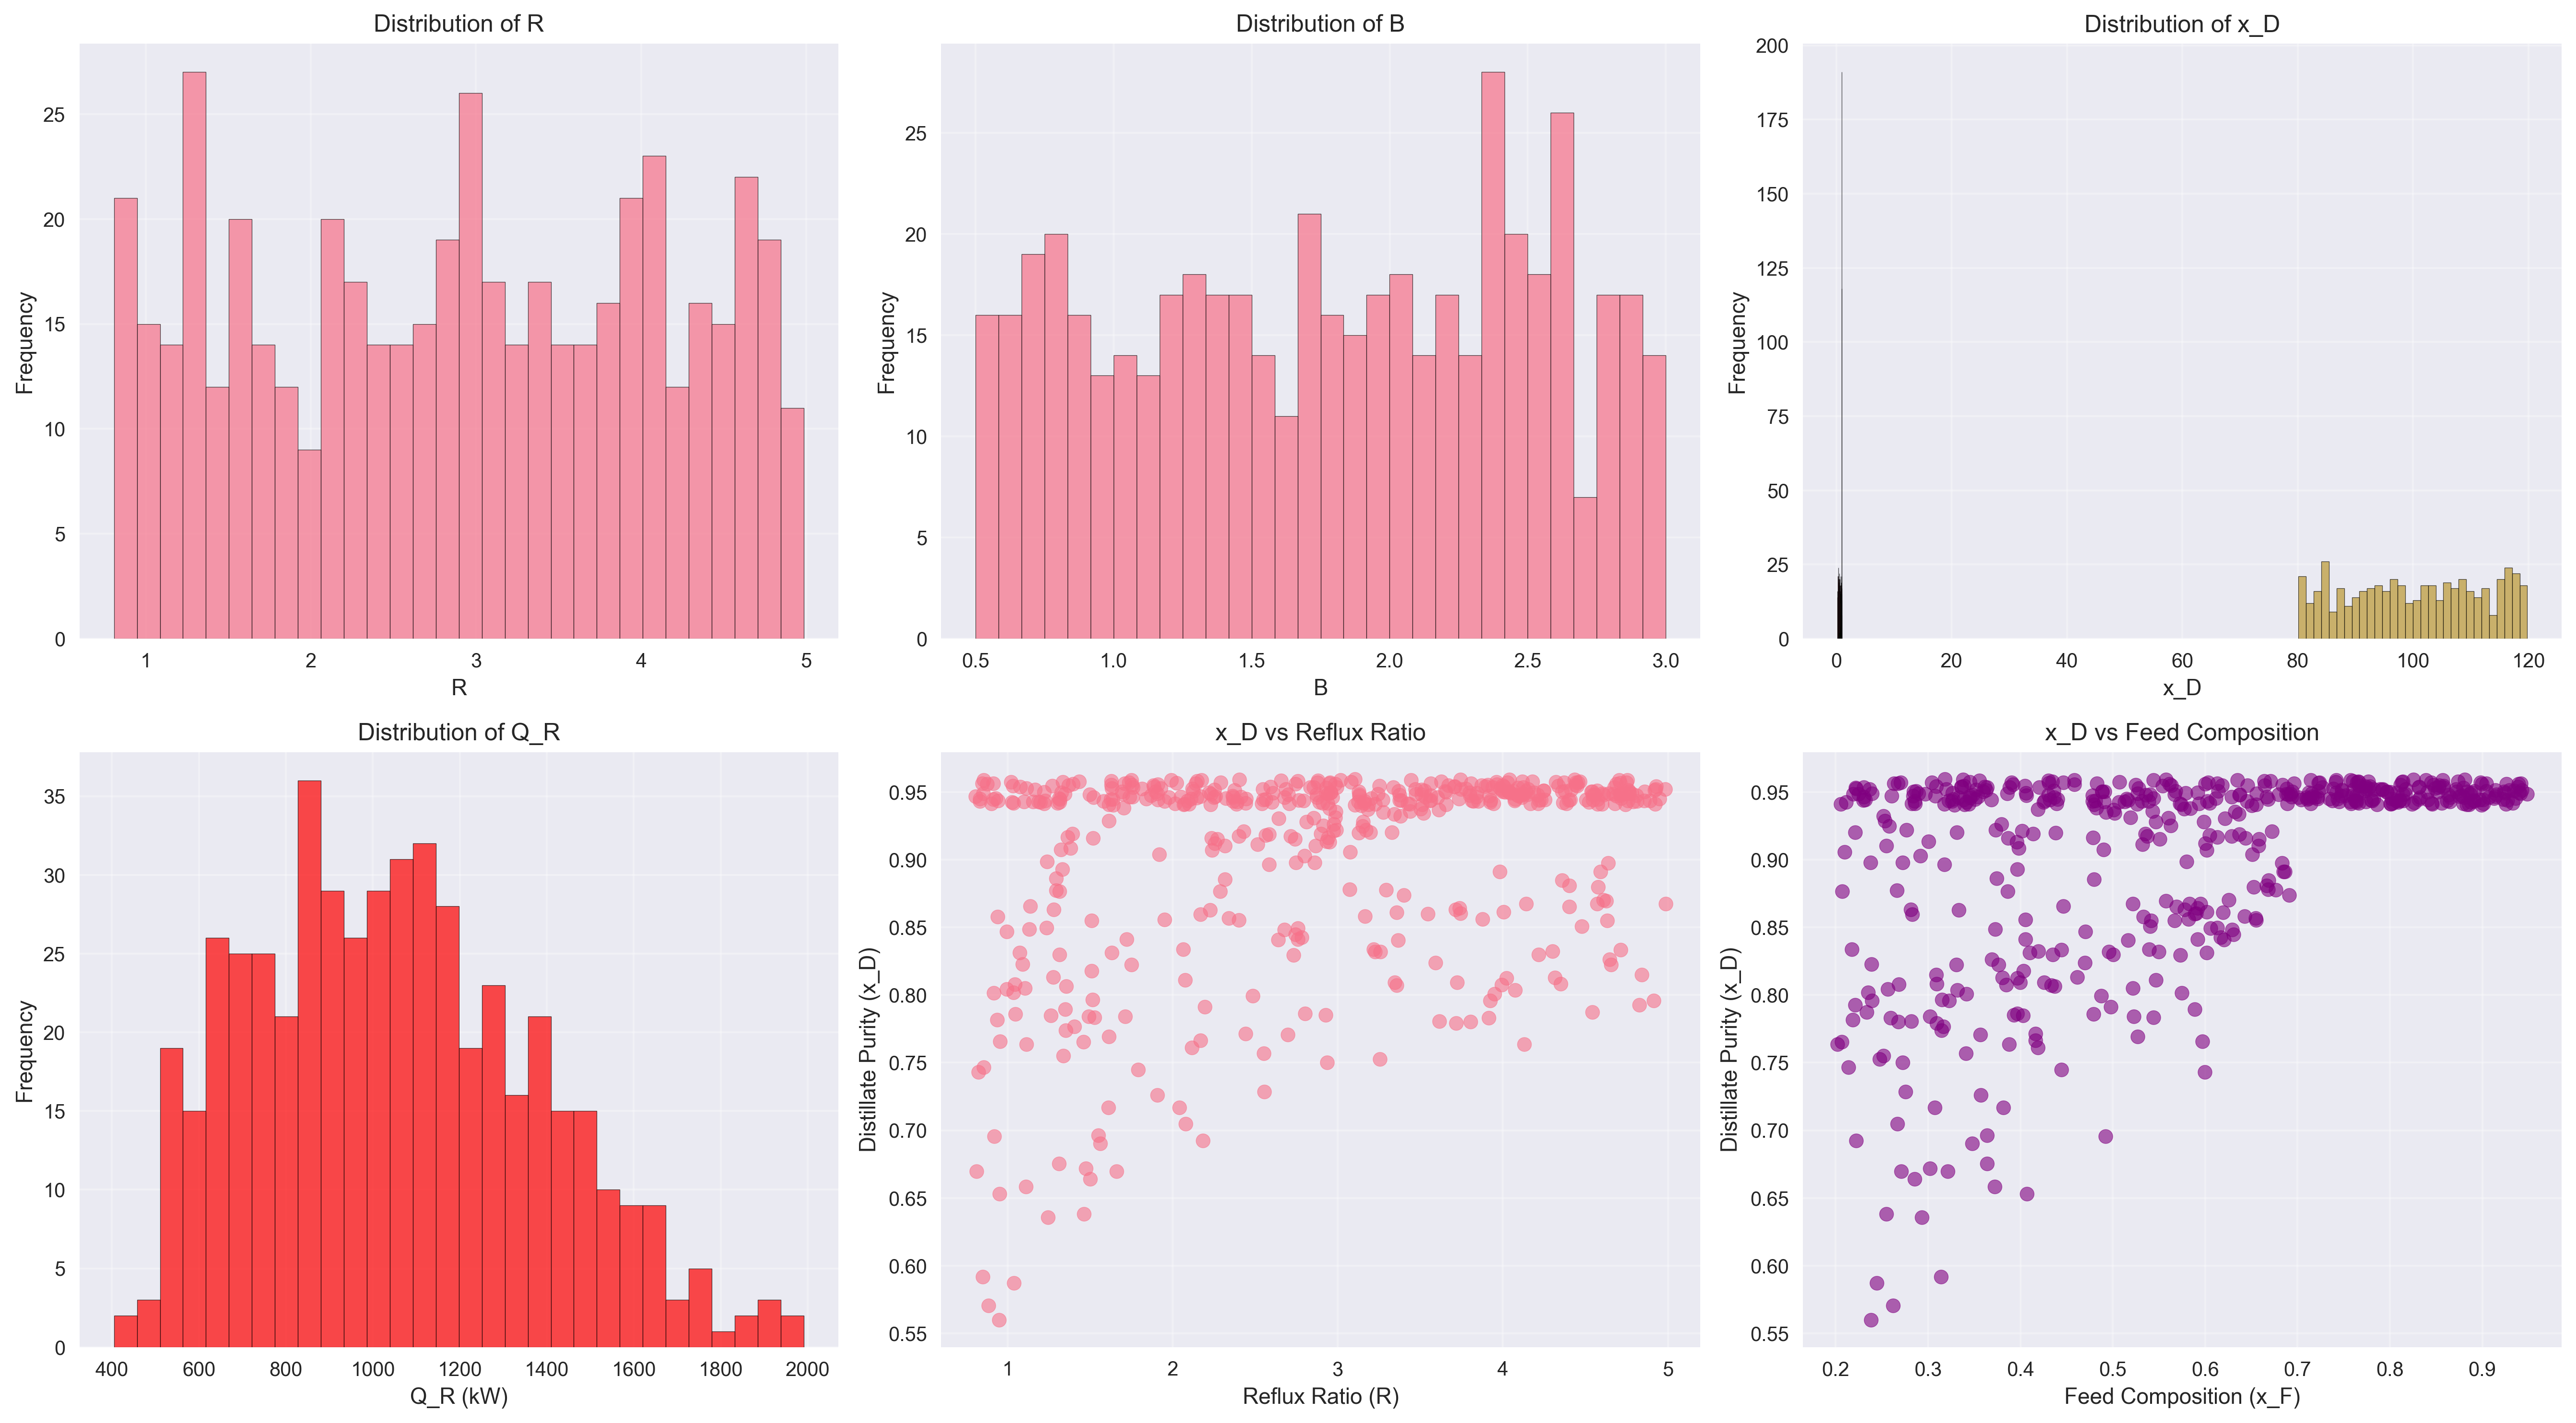 Distribution of R
Frequency
25
20
15
10
5
0
1 2 3 4 5
R
Distribution of B
Frequency
25
20
15
10
5
0
0.5 1.0 1.5 2.0 2.5 3.0
B
Distribution of x_D
Frequency
200
175
150
125
100
75
50
25
0
0 20 40 60 80 100 120
x_D
Distribution of Q_R
Frequency
35
30
25
20
15
10
5
0
400 600 800 1000 1200 1400 1600 1800 2000
Q_R (kW)
x_D vs Reflux Ratio
Distillate Purity (x_D)
0.95
0.90
0.85
0.80
0.75
0.70
0.65
0.60
0.55
1 2 3 4 5
Reflux Ratio (R)
x_D vs Feed Composition
Distillate Purity (x_D)
0.95
0.90
0.85
0.80
0.75
0.70
0.65
0.60
0.55
0.2 0.3 0.4 0.5 0.6 0.7 0.8 0.9
Feed Composition (x_F)